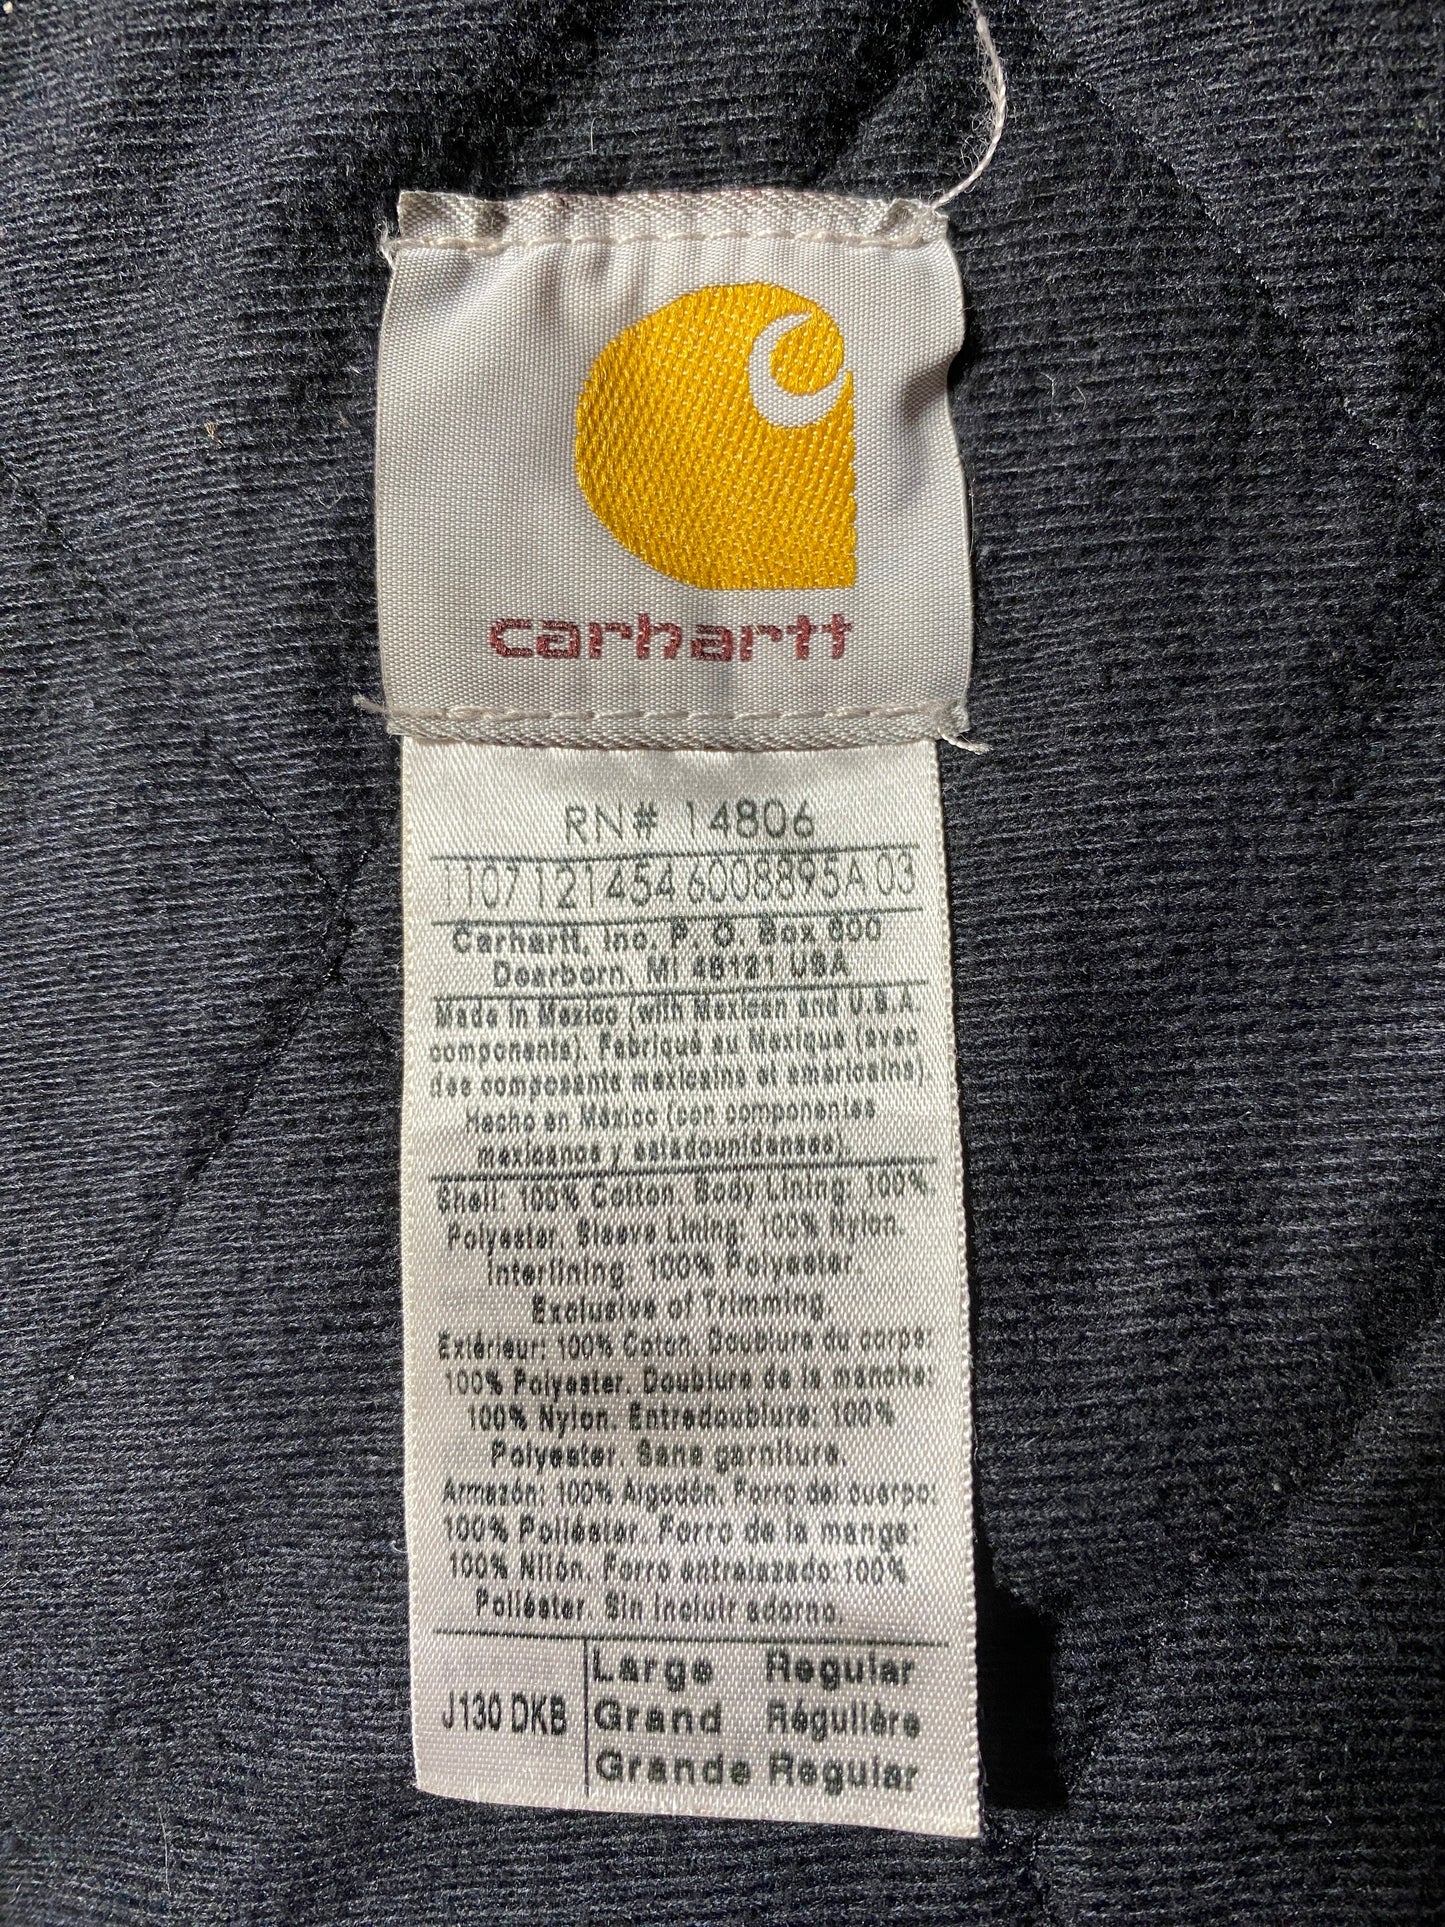 carhartt
RN# 14806
1107 121454 6008895A 03
Carhartt, Inc. P. O. Box 600
Dearborn, MI 48121 USA
Made in Mexico (with Mexican and U.S.A.
components). Fabriqué au Mexique (avec
des composants mexicains et américains)
Hecho en México (con componentes
mexicanos y estadounidenses).
Shell: 100% Cotton. Body Lining: 100%
Polyester. Sleeve Lining: 100% Nylon.
Interlining: 100% Polyester.
Exclusive of Trimming.
Extérieur: 100% Coton. Doublure du corps:
100% Polyester. Doublure de la manche:
100% Nylon. Entredoublure: 100%
Polyester. Sans garniture.
Armazón: 100% Algodón. Forro del cuerpo:
100% Poliéster. Forro de la manga:
100% Nilón. Forro entrelazado: 100%
Poliéster. Sin incluir adorno.
J130 DKB
Large Regular
Grand Régulière
Grande Regular